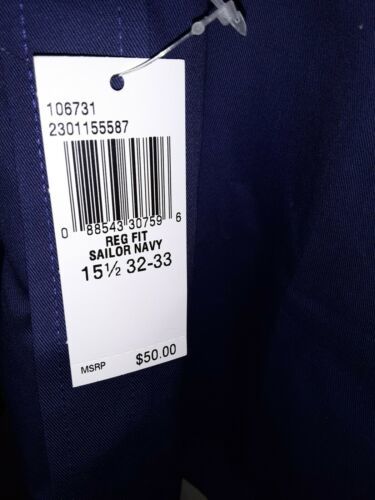 106731
2301155587
0 88543 30759 6
REG FIT
SAILOR NAVY
15½ 32-33
MSRP $50.00